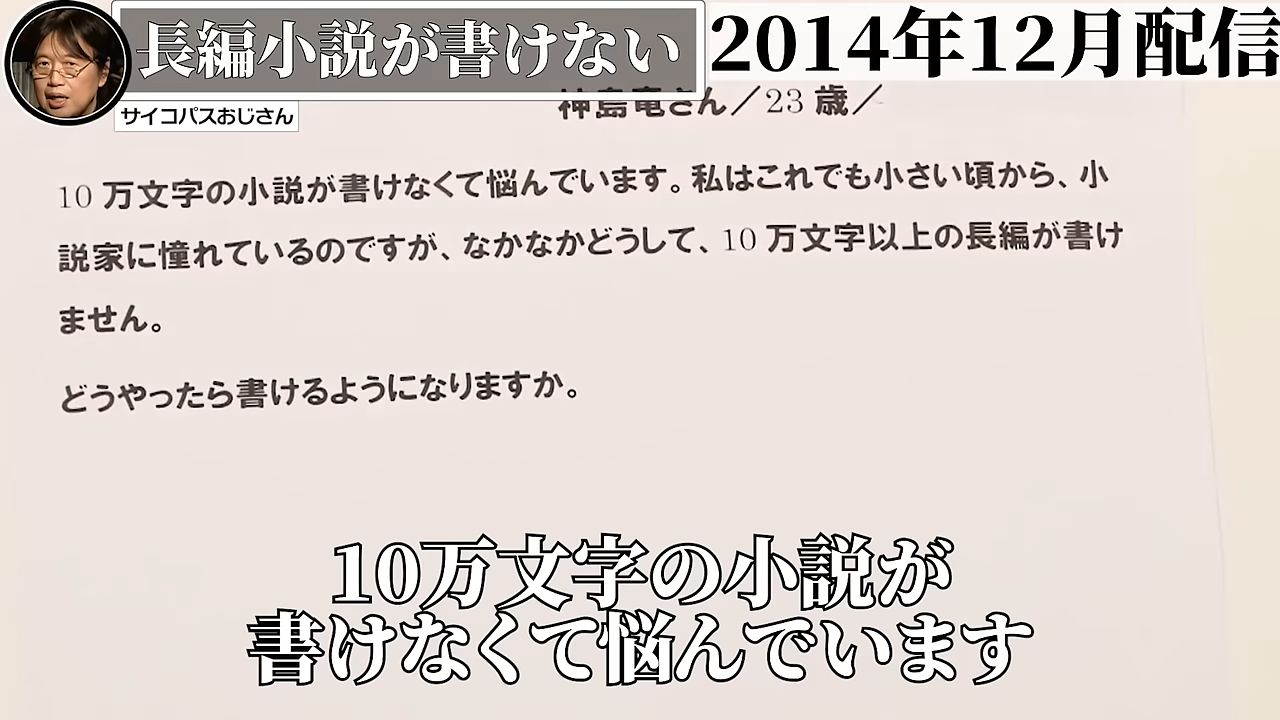 長編小説が書けない
2014年12月配信
サイコパスおじさん
神島竜さん／23歳／
10万文字の小説が書けなくて悩んでいます。私はこれでも小さい頃から、小
説家に憧れているのですが、なかなかどうして、10万文字以上の長編が書け
ません。
どうやったら書けるようになりますか。
10万文字の小説が
書けなくて悩んでいます